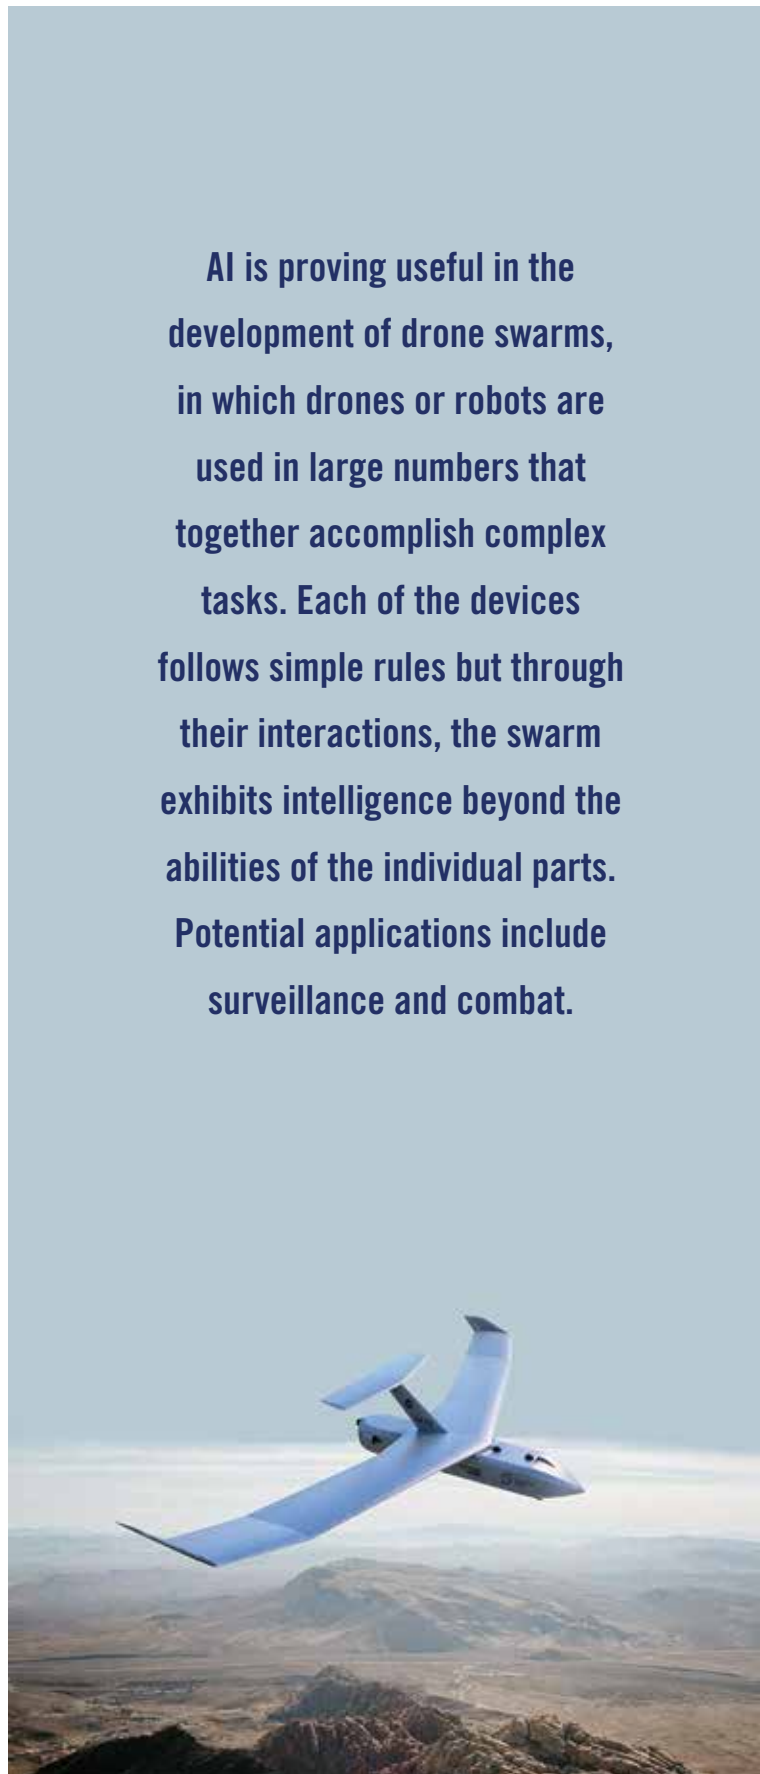 AI is proving useful in the
development of drone swarms,
in which drones or robots are
used in large numbers that
together accomplish complex
tasks. Each of the devices
follows simple rules but through
their interactions, the swarm
exhibits intelligence beyond the
abilities of the individual parts.
Potential applications include
surveillance and combat.